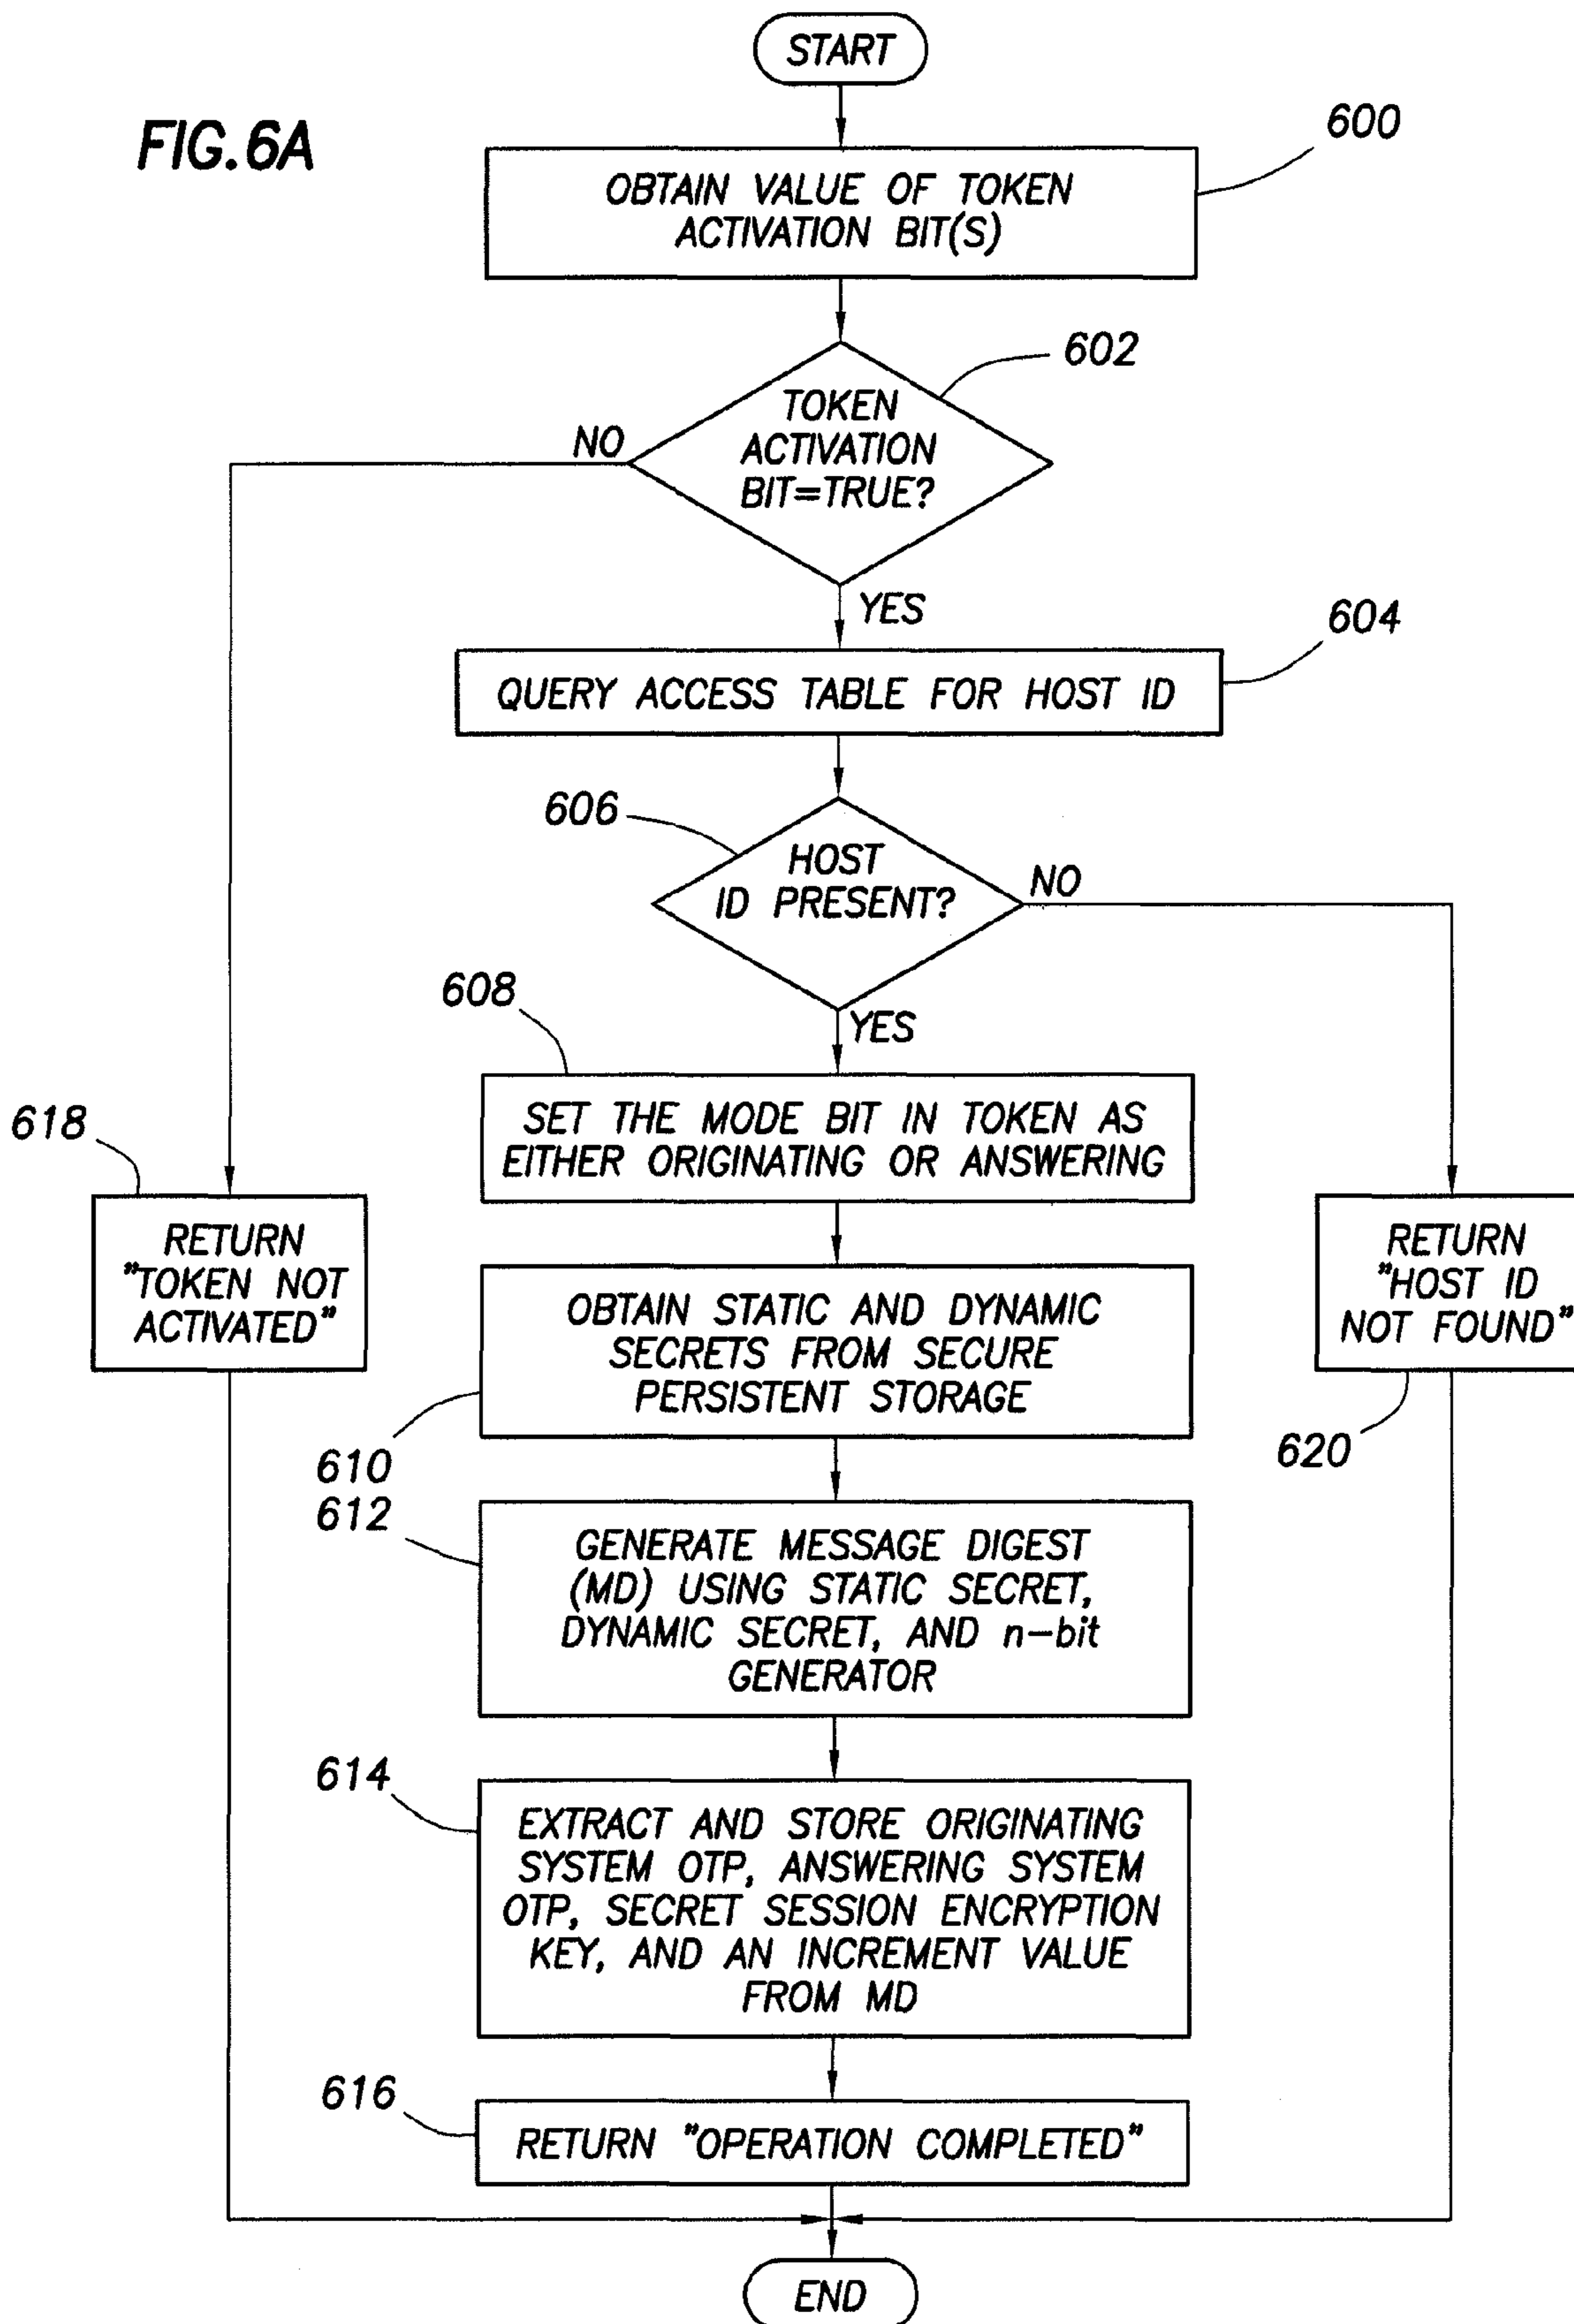 START
FIG.6A
600
OBTAIN VALUE OF TOKEN
ACTIVATION BIT(S)
602
TOKEN
ACTIVATION
BIT=TRUE?
NO
YES
604
QUERY ACCESS TABLE FOR HOST ID
606
HOST
ID PRESENT?
NO
YES
608
SET THE MODE BIT IN TOKEN AS
EITHER ORIGINATING OR ANSWERING
618
RETURN
"TOKEN NOT
ACTIVATED"
OBTAIN STATIC AND DYNAMIC
SECRETS FROM SECURE
PERSISTENT STORAGE
610
RETURN
"HOST ID
NOT FOUND"
620
612
GENERATE MESSAGE DIGEST
(MD) USING STATIC SECRET,
DYNAMIC SECRET, AND n-bit
GENERATOR
614
EXTRACT AND STORE ORIGINATING
SYSTEM OTP, ANSWERING SYSTEM
OTP, SECRET SESSION ENCRYPTION
KEY, AND AN INCREMENT VALUE
FROM MD
616
RETURN "OPERATION COMPLETED"
END